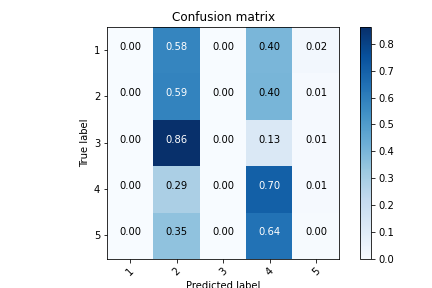 Confusion matrix
1 0.00 0.58 0.00 0.40 0.02
2 0.00 0.59 0.00 0.40 0.01
3 0.00 0.86 0.00 0.13 0.01
4 0.00 0.29 0.00 0.70 0.01
5 0.00 0.35 0.00 0.64 0.00
1 2 3 4 5
True label
Predicted label
0.8
0.7
0.6
0.5
0.4
0.3
0.2
0.1
0.0